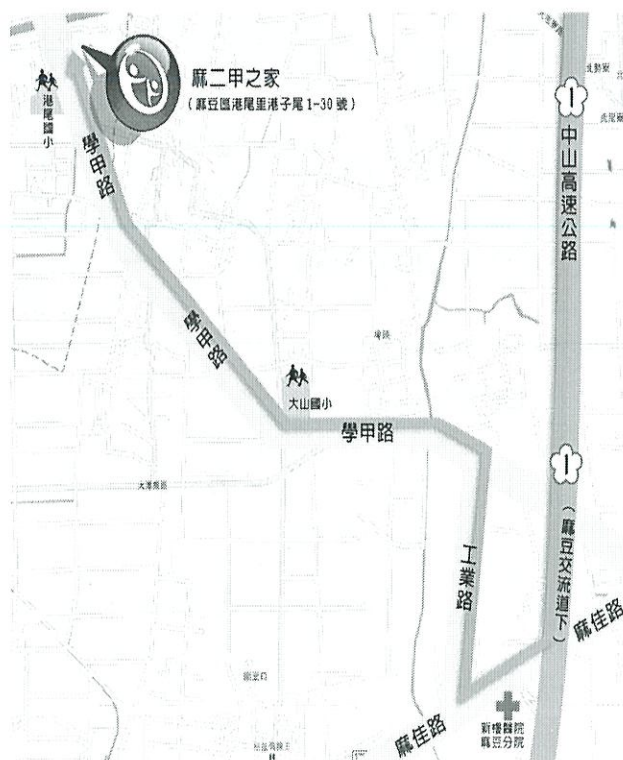 麻二甲之家
(麻豆區港尾里港子尾 1-30 號)
港尾國小
學甲路
1
中山高速公路
學甲路
大山國小
學甲路
1
(麻豆交流道下)
工業路
麻佳路
新樓醫院
麻豆分院
麻佳路